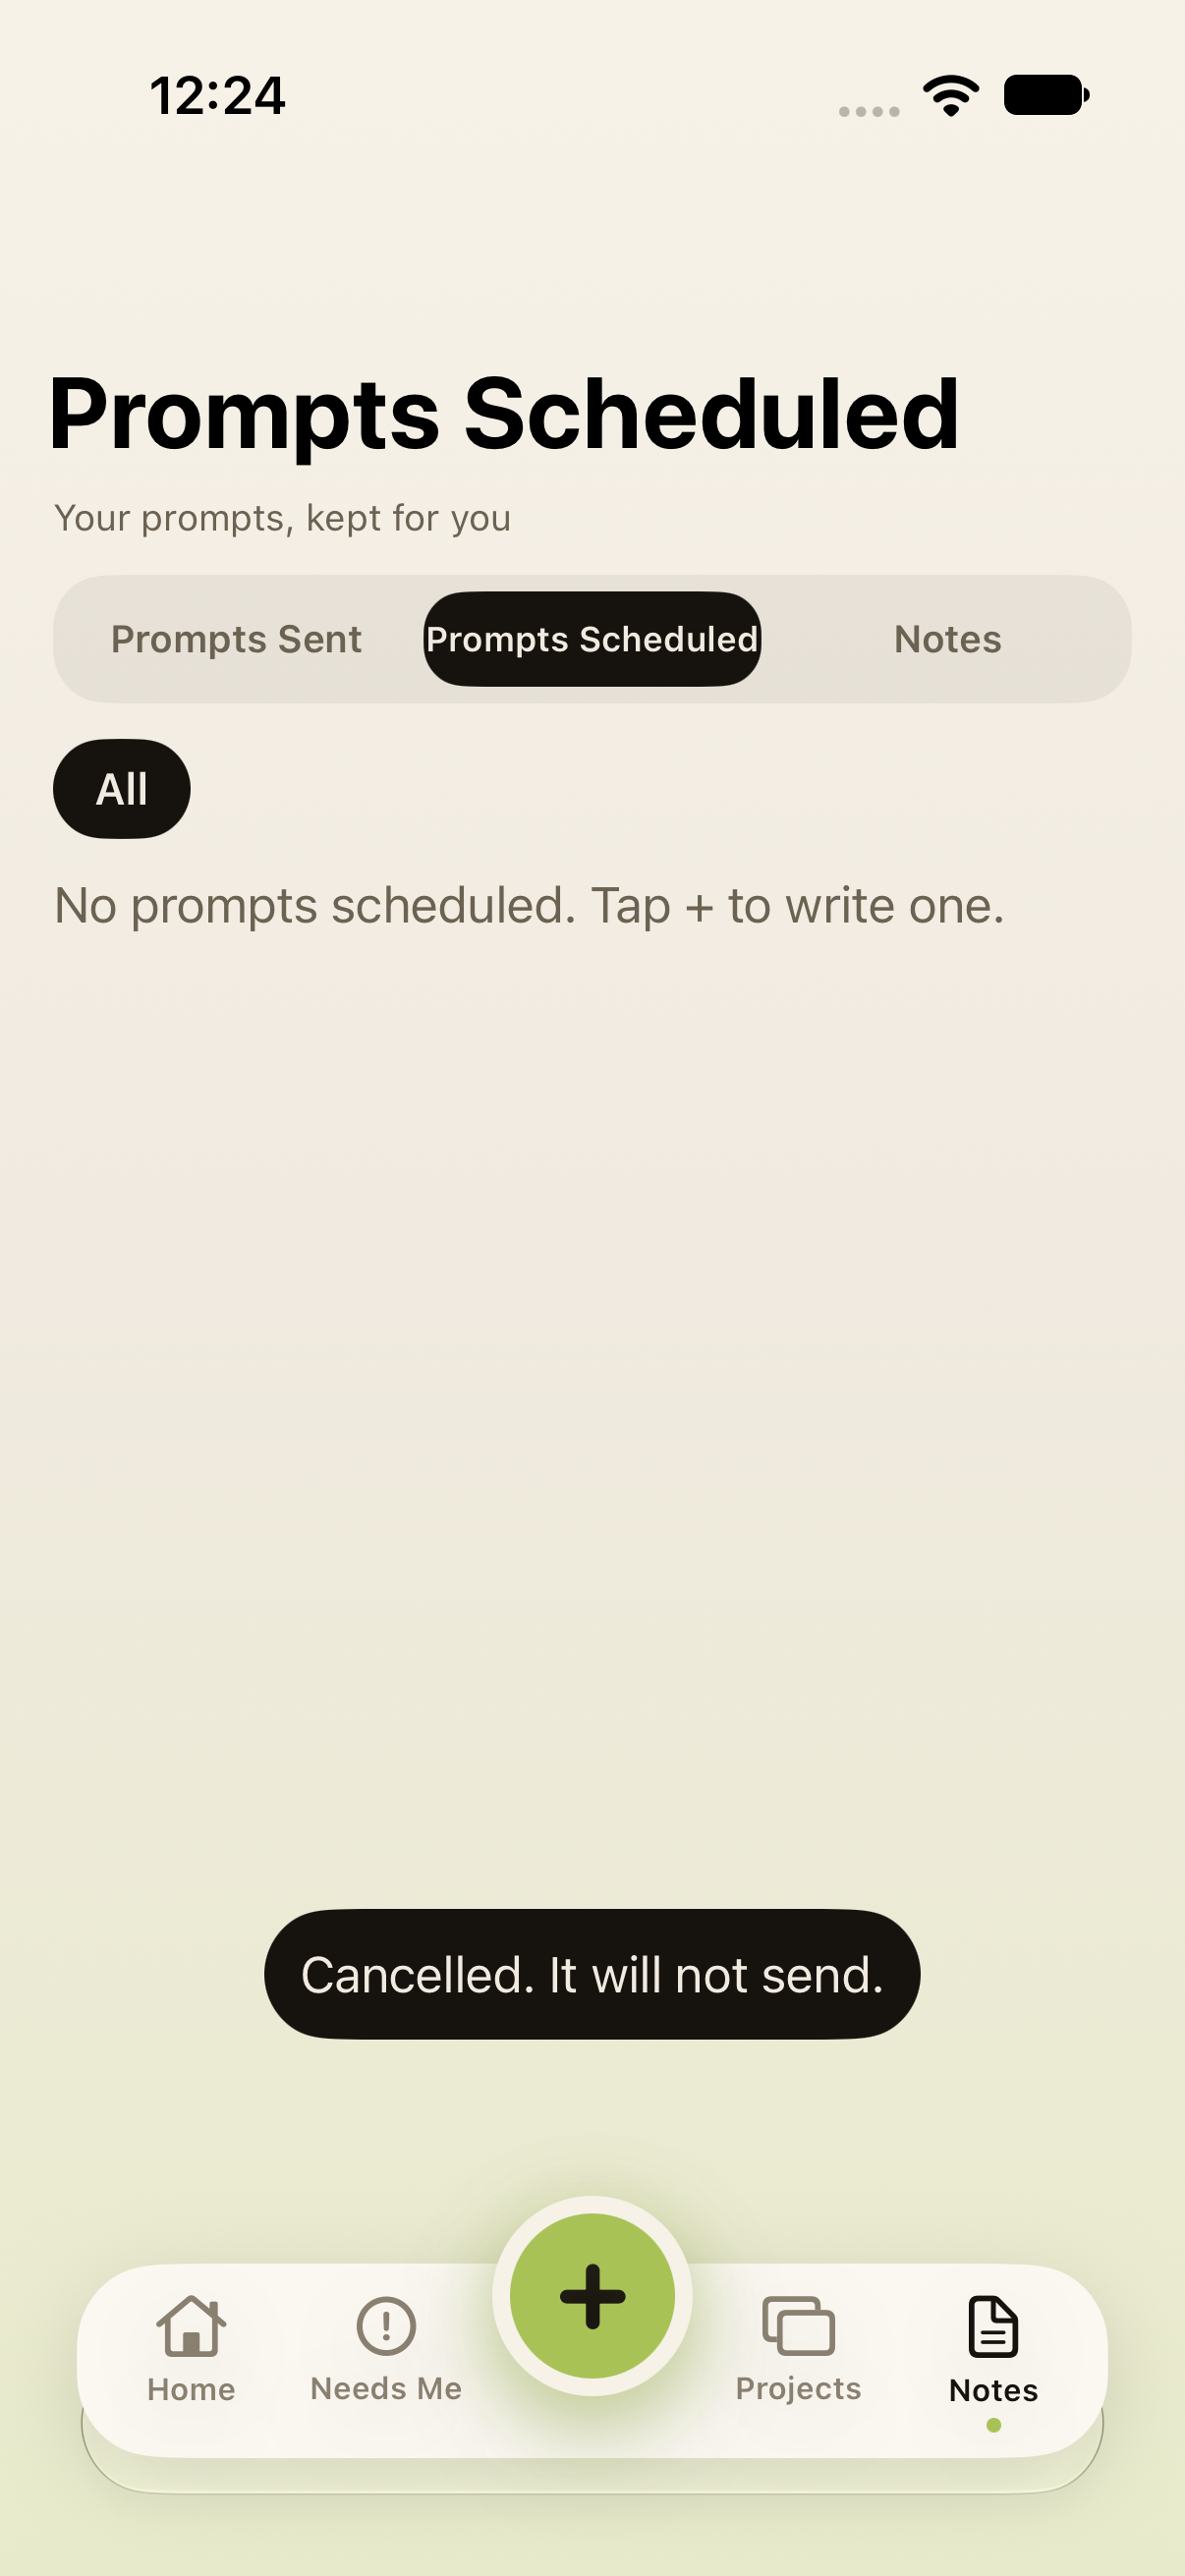 12:24
Prompts Scheduled
Your prompts, kept for you
Prompts Sent Prompts Scheduled Notes
All
No prompts scheduled. Tap + to write one.
Cancelled. It will not send.
Home Needs Me Projects Notes